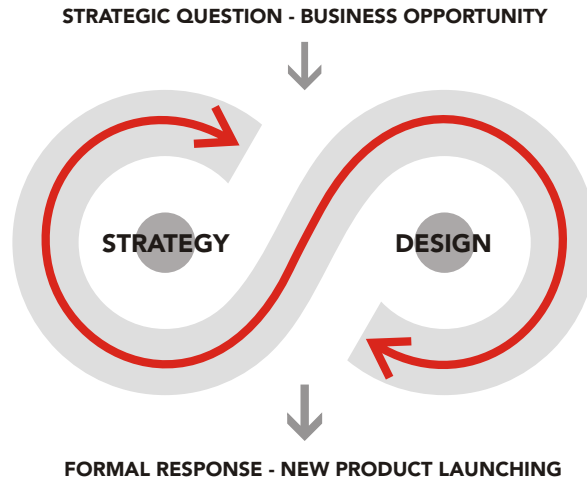 STRATEGIC QUESTION - BUSINESS OPPORTUNITY
STRATEGY
DESIGN
FORMAL RESPONSE - NEW PRODUCT LAUNCHING